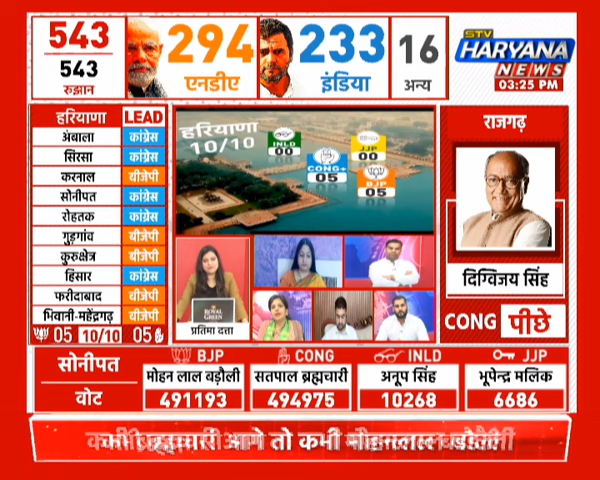 543
543
रुझान
294
एनडीए
233
इंडिया
16
अन्य
STV
HARYANA
NEWS
03:25 PM
हरियाणा LEAD
अंबाला कांग्रेस
सिरसा कांग्रेस
करनाल बीजेपी
सोनीपत कांग्रेस
रोहतक कांग्रेस
गुड़गांव बीजेपी
कुरुक्षेत्र बीजेपी
हिसार कांग्रेस
फरीदाबाद बीजेपी
भिवानी-महेंद्रगढ़ बीजेपी
05 10/10 05
हरियाणा
10/10
INLD
00
JJP
00
CONG+
05
BJP
05
ROYAL GREEN
प्रतिमा दत्ता
राजगढ़
दिग्विजय सिंह
CONG पीछे
सोनीपत BJP CONG INLD JJP
मोहन लाल बड़ौली सतपाल ब्रह्मचारी अनूप सिंह भूपेन्द्र मलिक
वोट 491193 494975 10268 6686